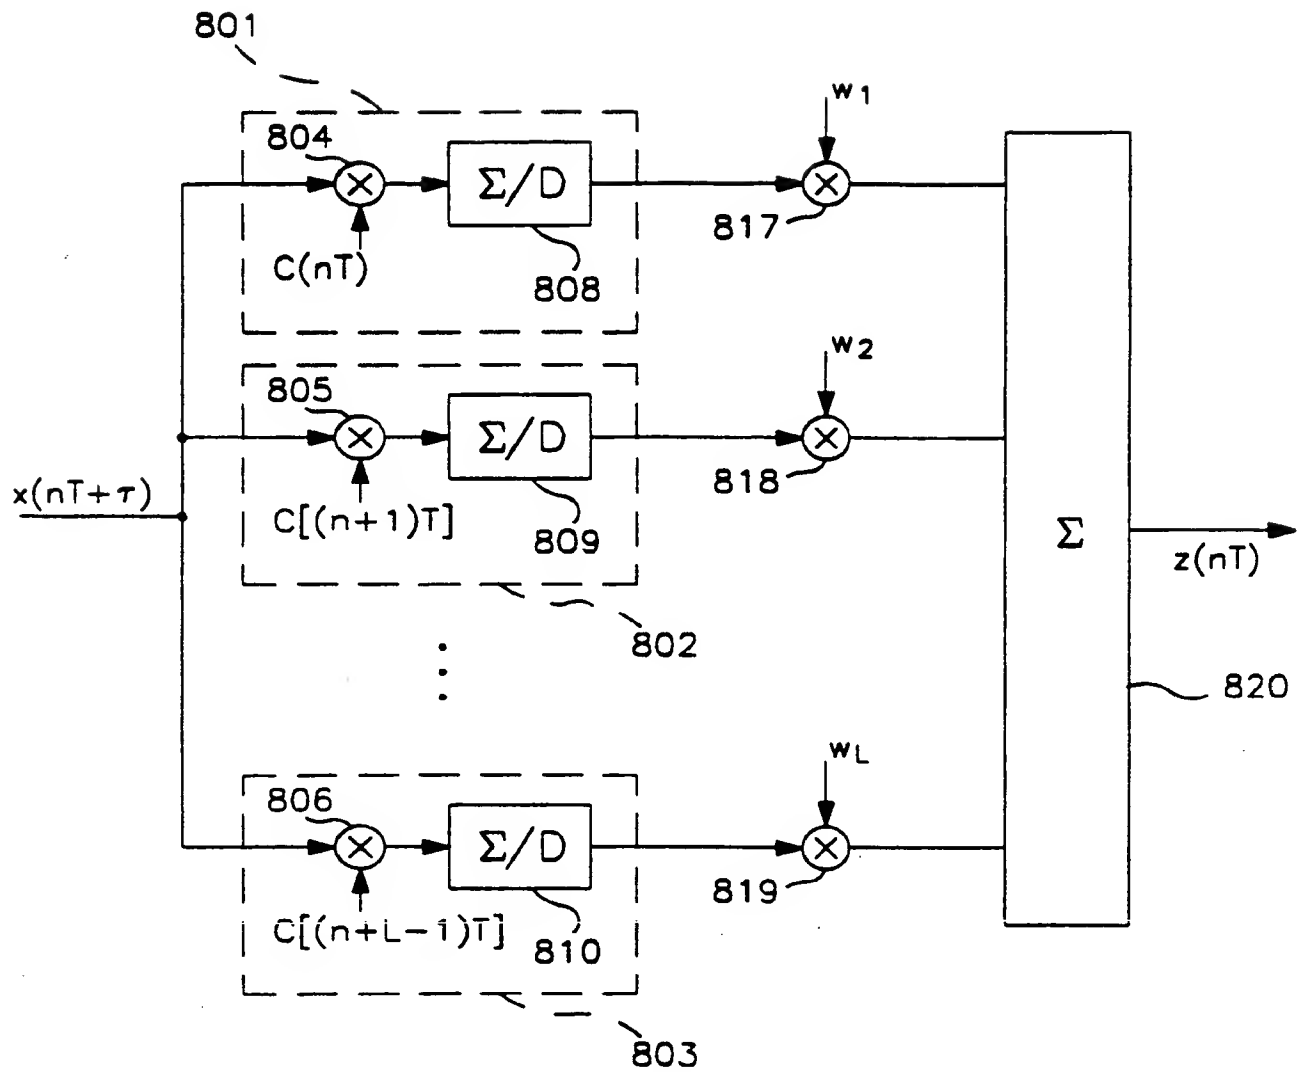 801
w1
804
Σ/D
817
C(nT)
808
w2
805
Σ/D
818
x(nT+τ)
C[(n+1)T]
809
Σ
z(nT)
802
820
wL
806
Σ/D
819
C[(n+L-1)T]
810
803